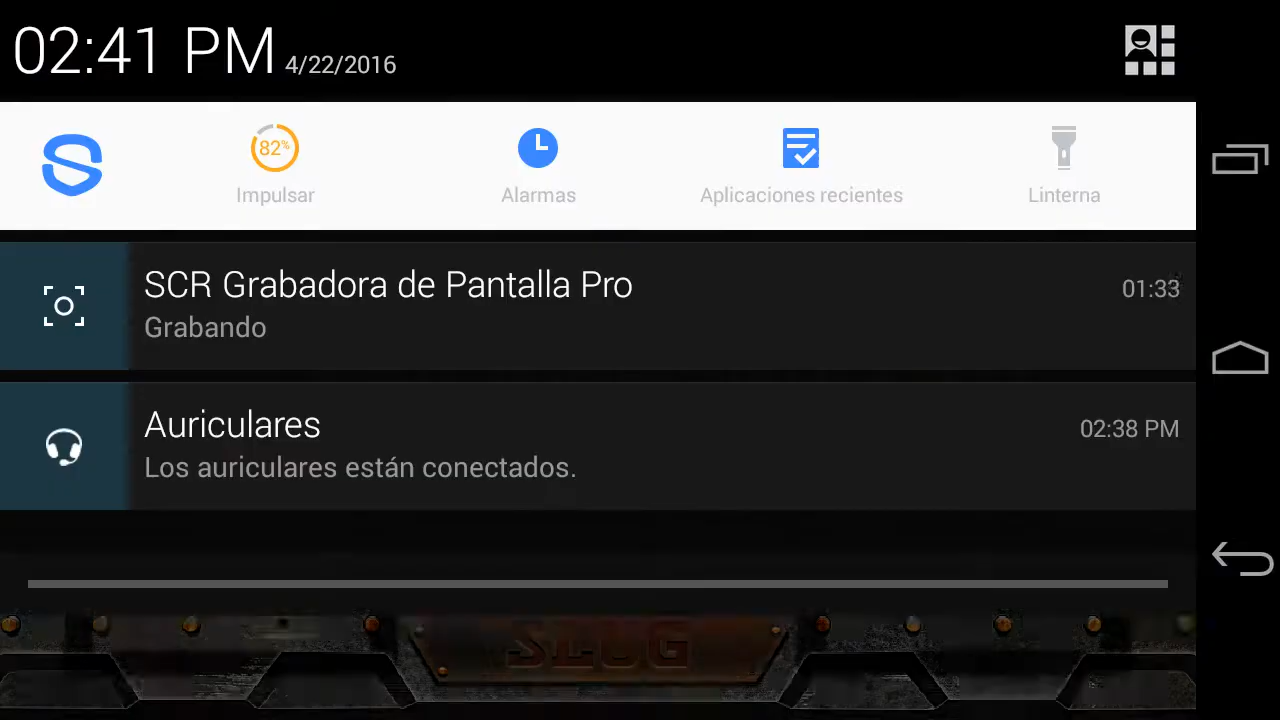 02:41 PM 4/22/2016
82%
Impulsar Alarmas Aplicaciones recientes Linterna
SCR Grabadora de Pantalla Pro 01:33
Grabando
Auriculares 02:38 PM
Los auriculares están conectados.
SLUG